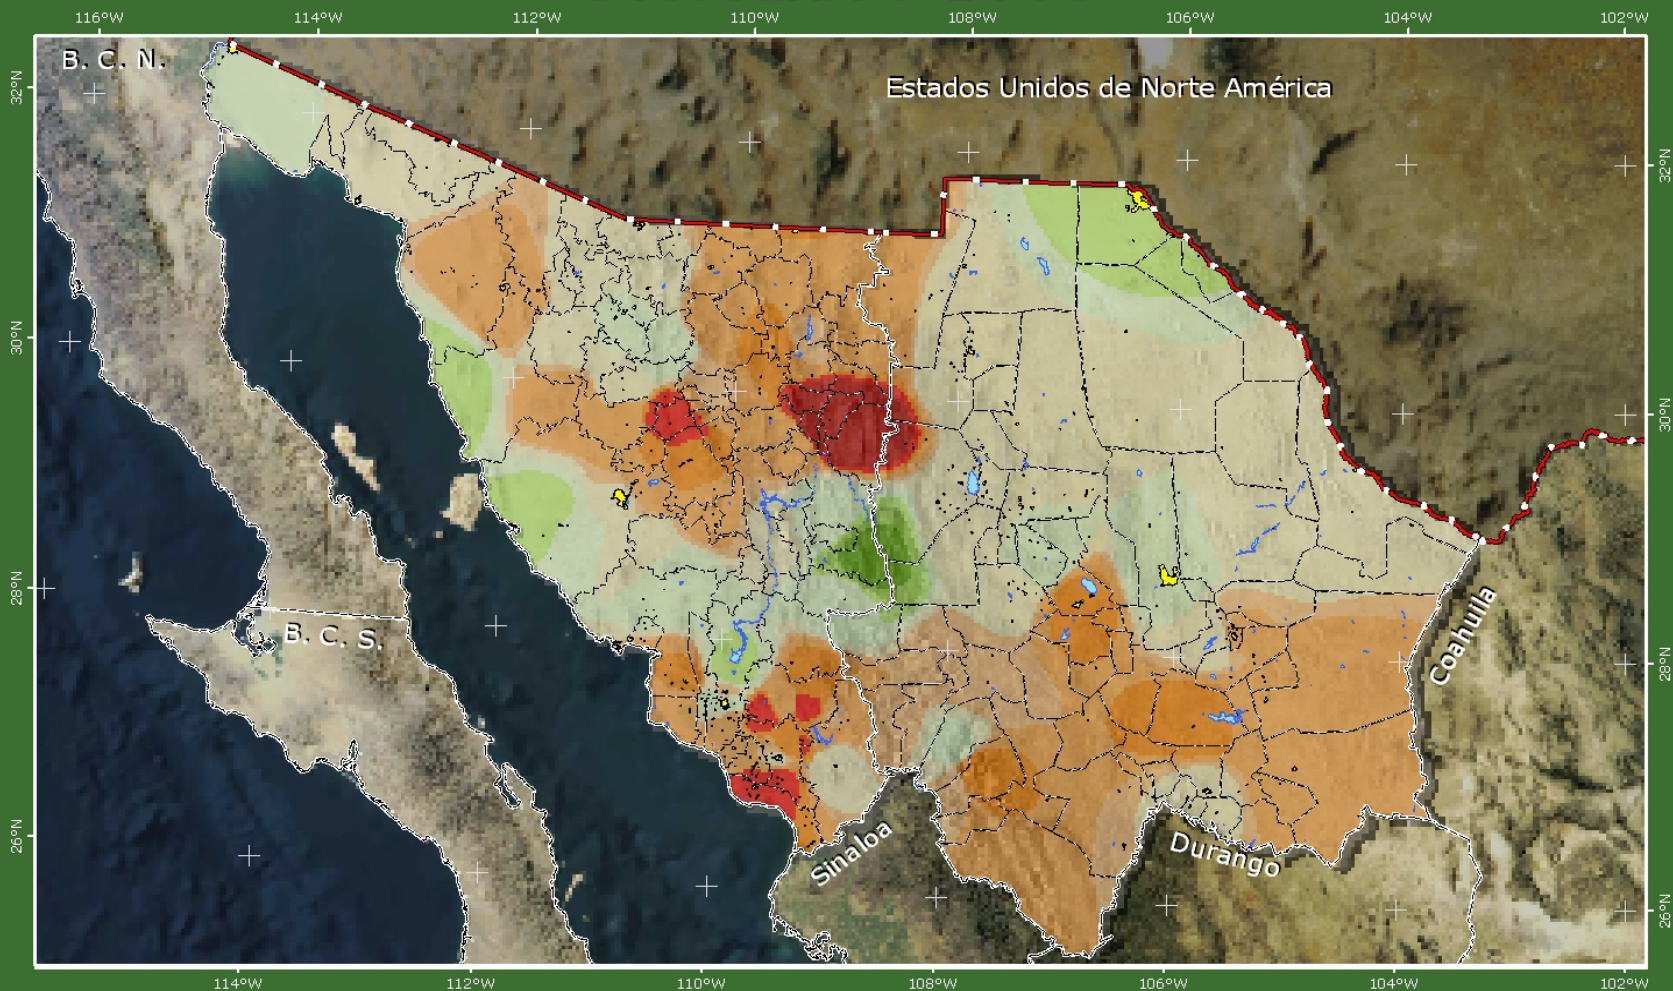 116°W 114°W 112°W 110°W 108°W 106°W 104°W 102°W
B. C. N.
Estados Unidos de Norte América
32°N 32°N
30°N 30°N
28°N 28°N
B. C. S.
Coahuila
Sinaloa
Durango
26°N 26°N
114°W 112°W 110°W 108°W 106°W 104°W 102°W